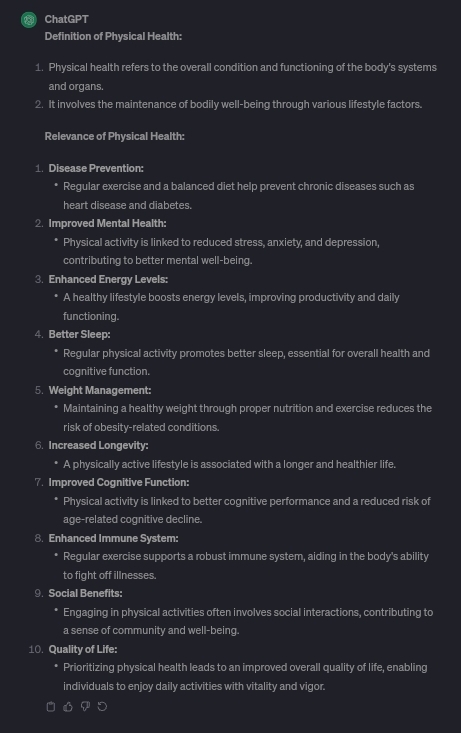 ChatGPT
Definition of Physical Health:
1. Physical health refers to the overall condition and functioning of the body's systems
and organs.
2. It involves the maintenance of bodily well-being through various lifestyle factors.
Relevance of Physical Health:
1. Disease Prevention:
• Regular exercise and a balanced diet help prevent chronic diseases such as
heart disease and diabetes.
2. Improved Mental Health:
• Physical activity is linked to reduced stress, anxiety, and depression,
contributing to better mental well-being.
3. Enhanced Energy Levels:
• A healthy lifestyle boosts energy levels, improving productivity and daily
functioning.
4. Better Sleep:
• Regular physical activity promotes better sleep, essential for overall health and
cognitive function.
5. Weight Management:
• Maintaining a healthy weight through proper nutrition and exercise reduces the
risk of obesity-related conditions.
6. Increased Longevity:
• A physically active lifestyle is associated with a longer and healthier life.
7. Improved Cognitive Function:
• Physical activity is linked to better cognitive performance and a reduced risk of
age-related cognitive decline.
8. Enhanced Immune System:
• Regular exercise supports a robust immune system, aiding in the body's ability
to fight off illnesses.
9. Social Benefits:
• Engaging in physical activities often involves social interactions, contributing to
a sense of community and well-being.
10. Quality of Life:
• Prioritizing physical health leads to an improved overall quality of life, enabling
individuals to enjoy daily activities with vitality and vigor.